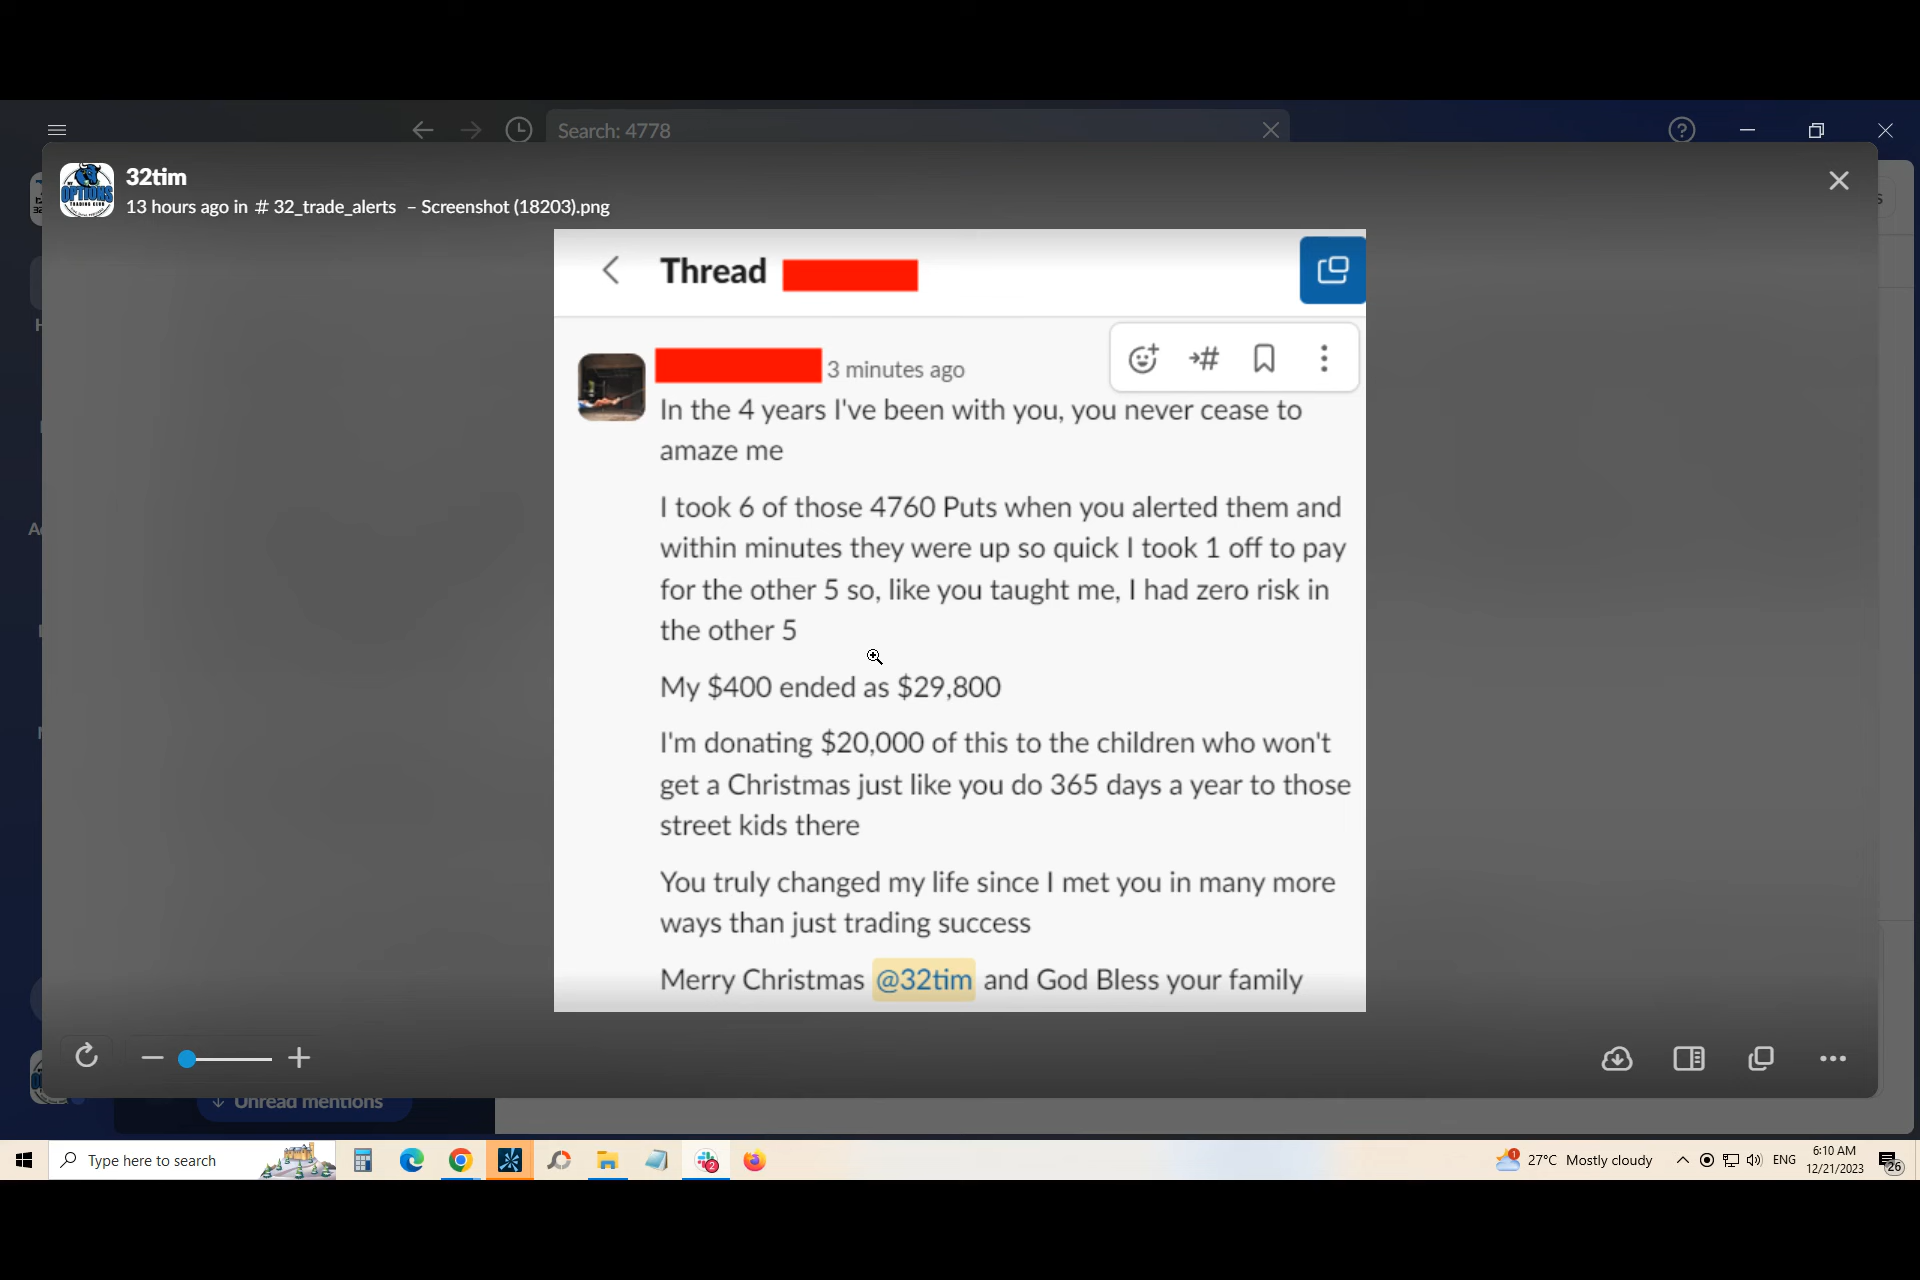 Search: 4778
32tim
13 hours ago in # 32_trade_alerts – Screenshot (18203).png
OPTIONS
Thread
3 minutes ago
In the 4 years I've been with you, you never cease to
amaze me
I took 6 of those 4760 Puts when you alerted them and
within minutes they were up so quick I took 1 off to pay
for the other 5 so, like you taught me, I had zero risk in
the other 5
My $400 ended as $29,800
I'm donating $20,000 of this to the children who won't
get a Christmas just like you do 365 days a year to those
street kids there
You truly changed my life since I met you in many more
ways than just trading success
Merry Christmas @32tim and God Bless your family
Unread mentions
Type here to search
2
1
27°C Mostly cloudy
ENG
6:10 AM
12/21/2023
26